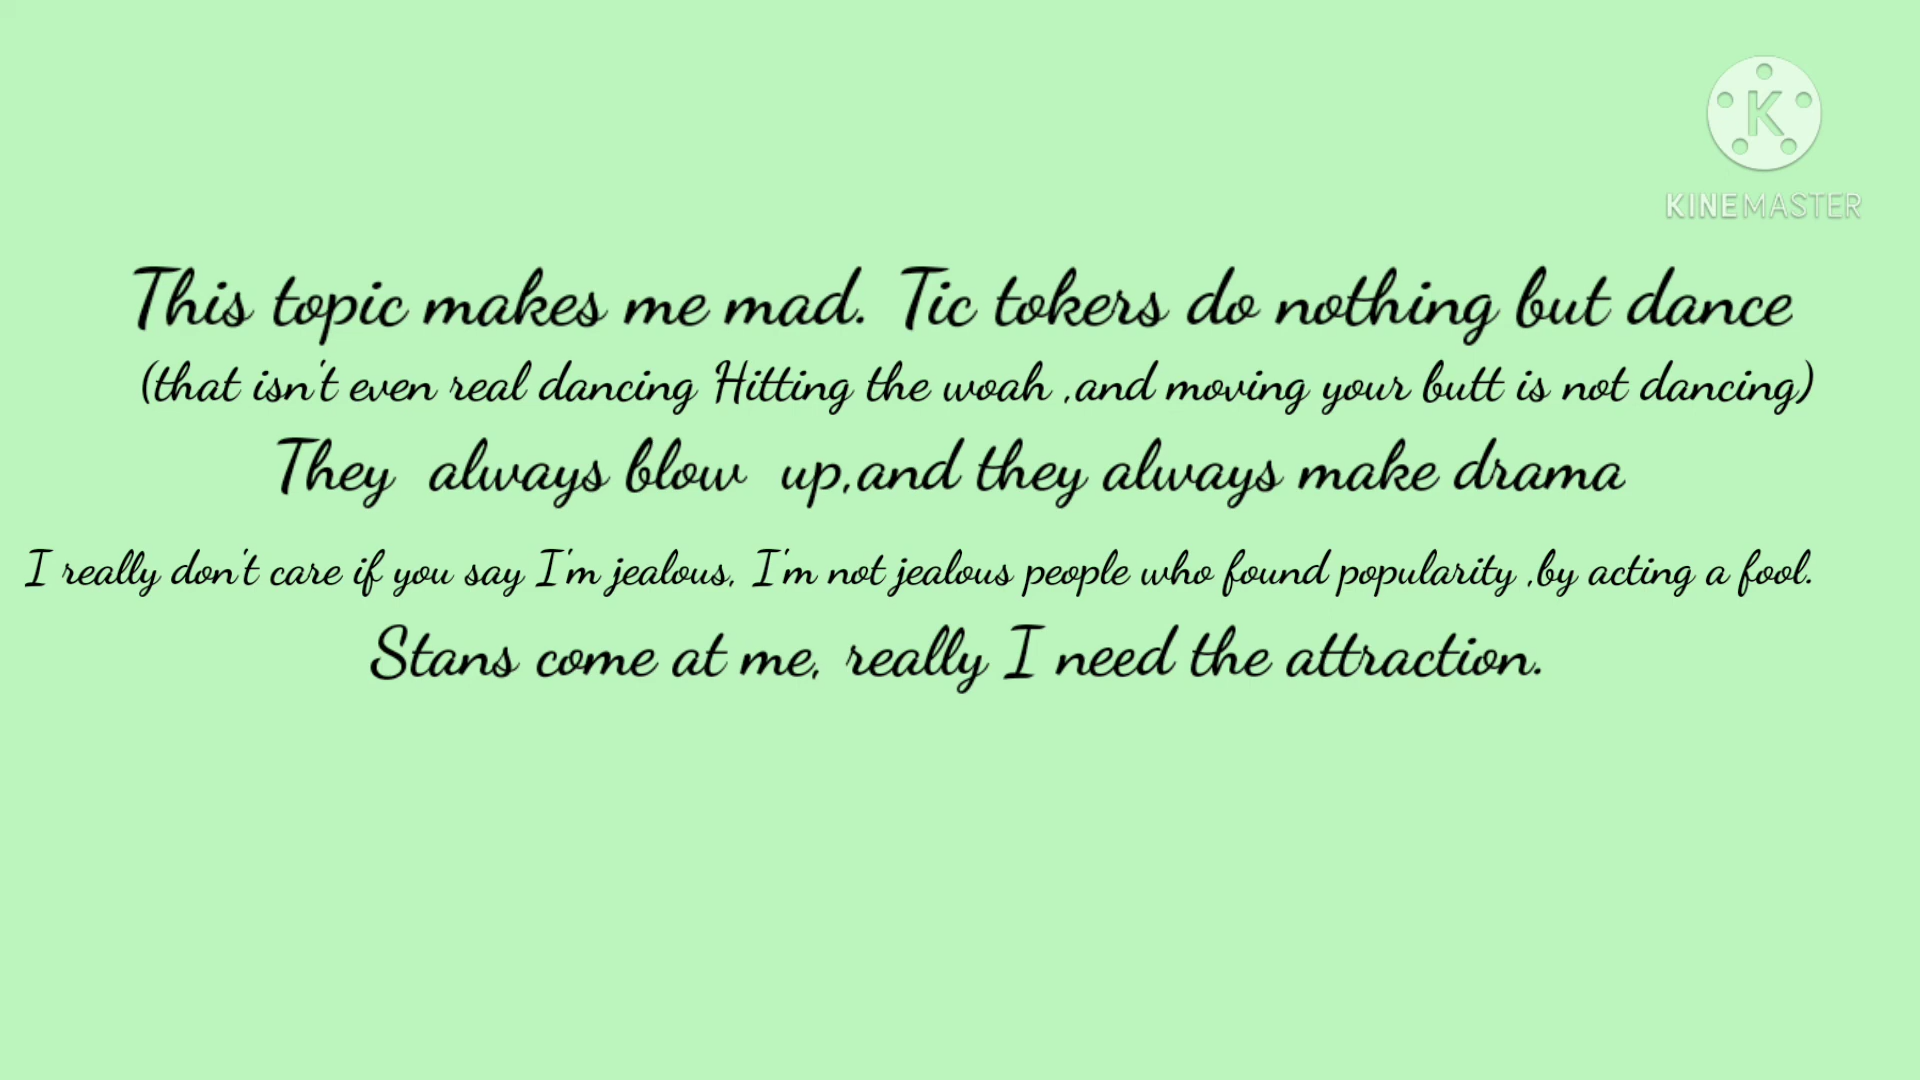 K
KINEMASTER
This topic makes me mad. Tic tokers do nothing but dance
(that isn't even real dancing Hitting the woah ,and moving your butt is not dancing)
They always blow up,and they always make drama
I really don't care if you say I'm jealous, I'm not jealous people who found popularity ,by acting a fool.
Stans come at me, really I need the attraction.